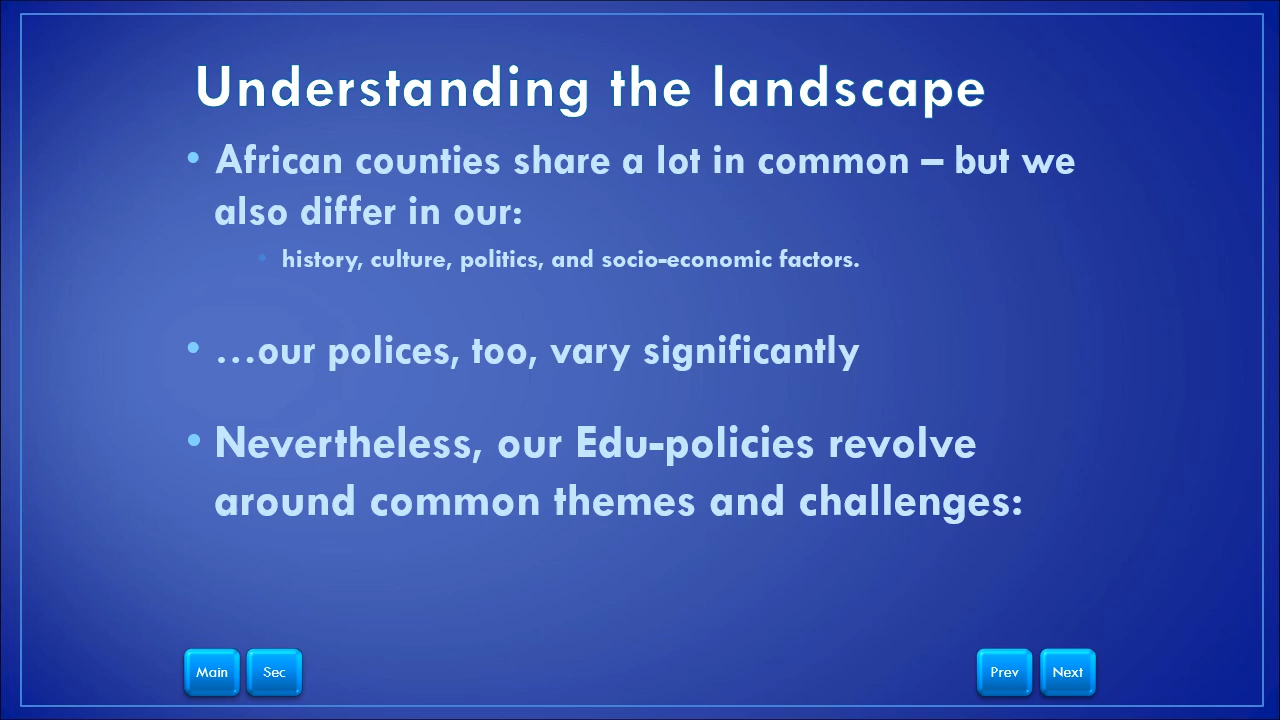 Understanding the landscape
• African counties share a lot in common – but we
also differ in our:
• history, culture, politics, and socio-economic factors.
• …our polices, too, vary significantly
• Nevertheless, our Edu-policies revolve
around common themes and challenges:
Main Sec Prev Next